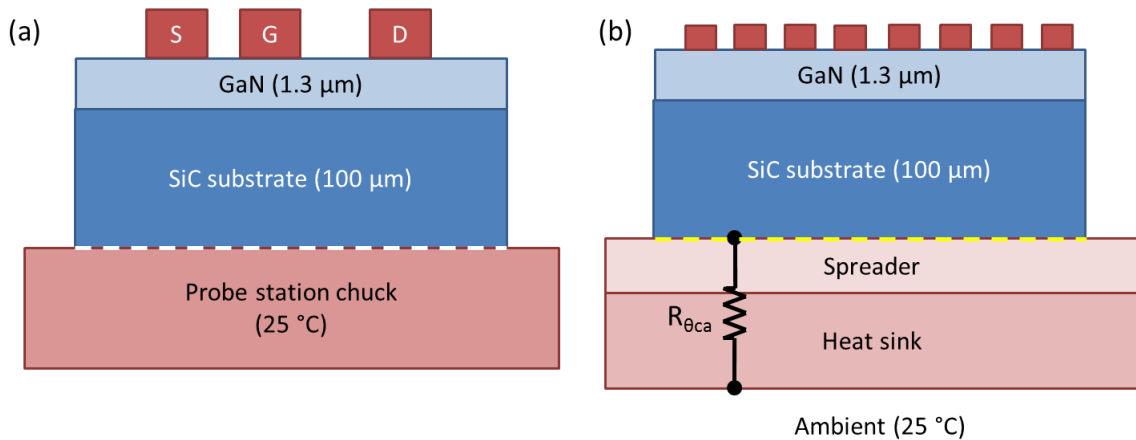 (a)
S G D
GaN (1.3 µm)
SiC substrate (100 µm)
Probe station chuck
(25 °C)
(b)
GaN (1.3 µm)
SiC substrate (100 µm)
Spreader
Rθca
Heat sink
Ambient (25 °C)